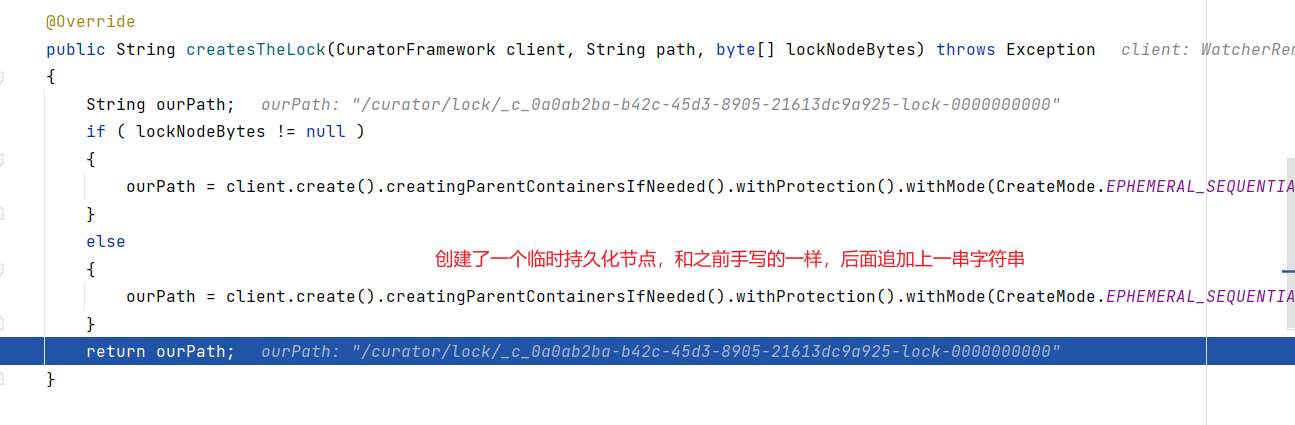 @Override
public String createsTheLock(CuratorFramework client, String path, byte[] lockNodeBytes) throws Exception   client: WatcherRem
{
    String ourPath;   ourPath: "/curator/lock/_c_0a0ab2ba-b42c-45d3-8905-21613dc9a925-lock-0000000000"
    if ( lockNodeBytes != null )
    {
        ourPath = client.create().creatingParentContainersIfNeeded().withProtection().withMode(CreateMode.EPHEMERAL_SEQUENTIA
    }
    else
创建了一个临时持久化节点，和之前手写的一样，后面追加上一串字符串
    {
        ourPath = client.create().creatingParentContainersIfNeeded().withProtection().withMode(CreateMode.EPHEMERAL_SEQUENTIA
    }
    return ourPath;   ourPath: "/curator/lock/_c_0a0ab2ba-b42c-45d3-8905-21613dc9a925-lock-0000000000"
}